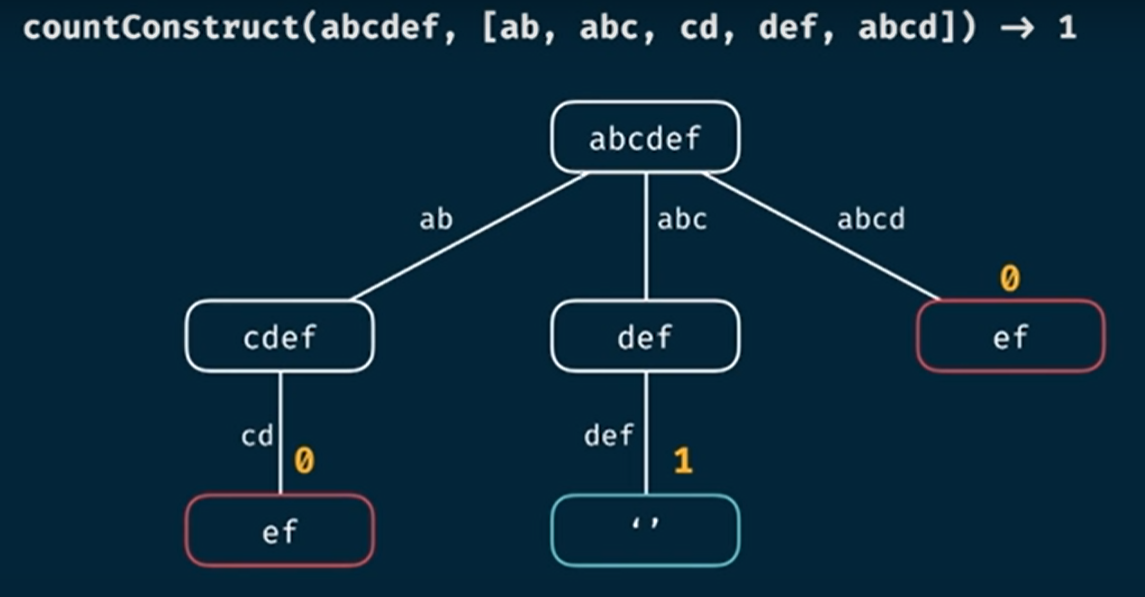 countConstruct(abcdef, [ab, abc, cd, def, abcd]) → 1
abcdef
ab
abc
abcd
0
cdef
def
ef
cd
0
def
1
ef
‘’